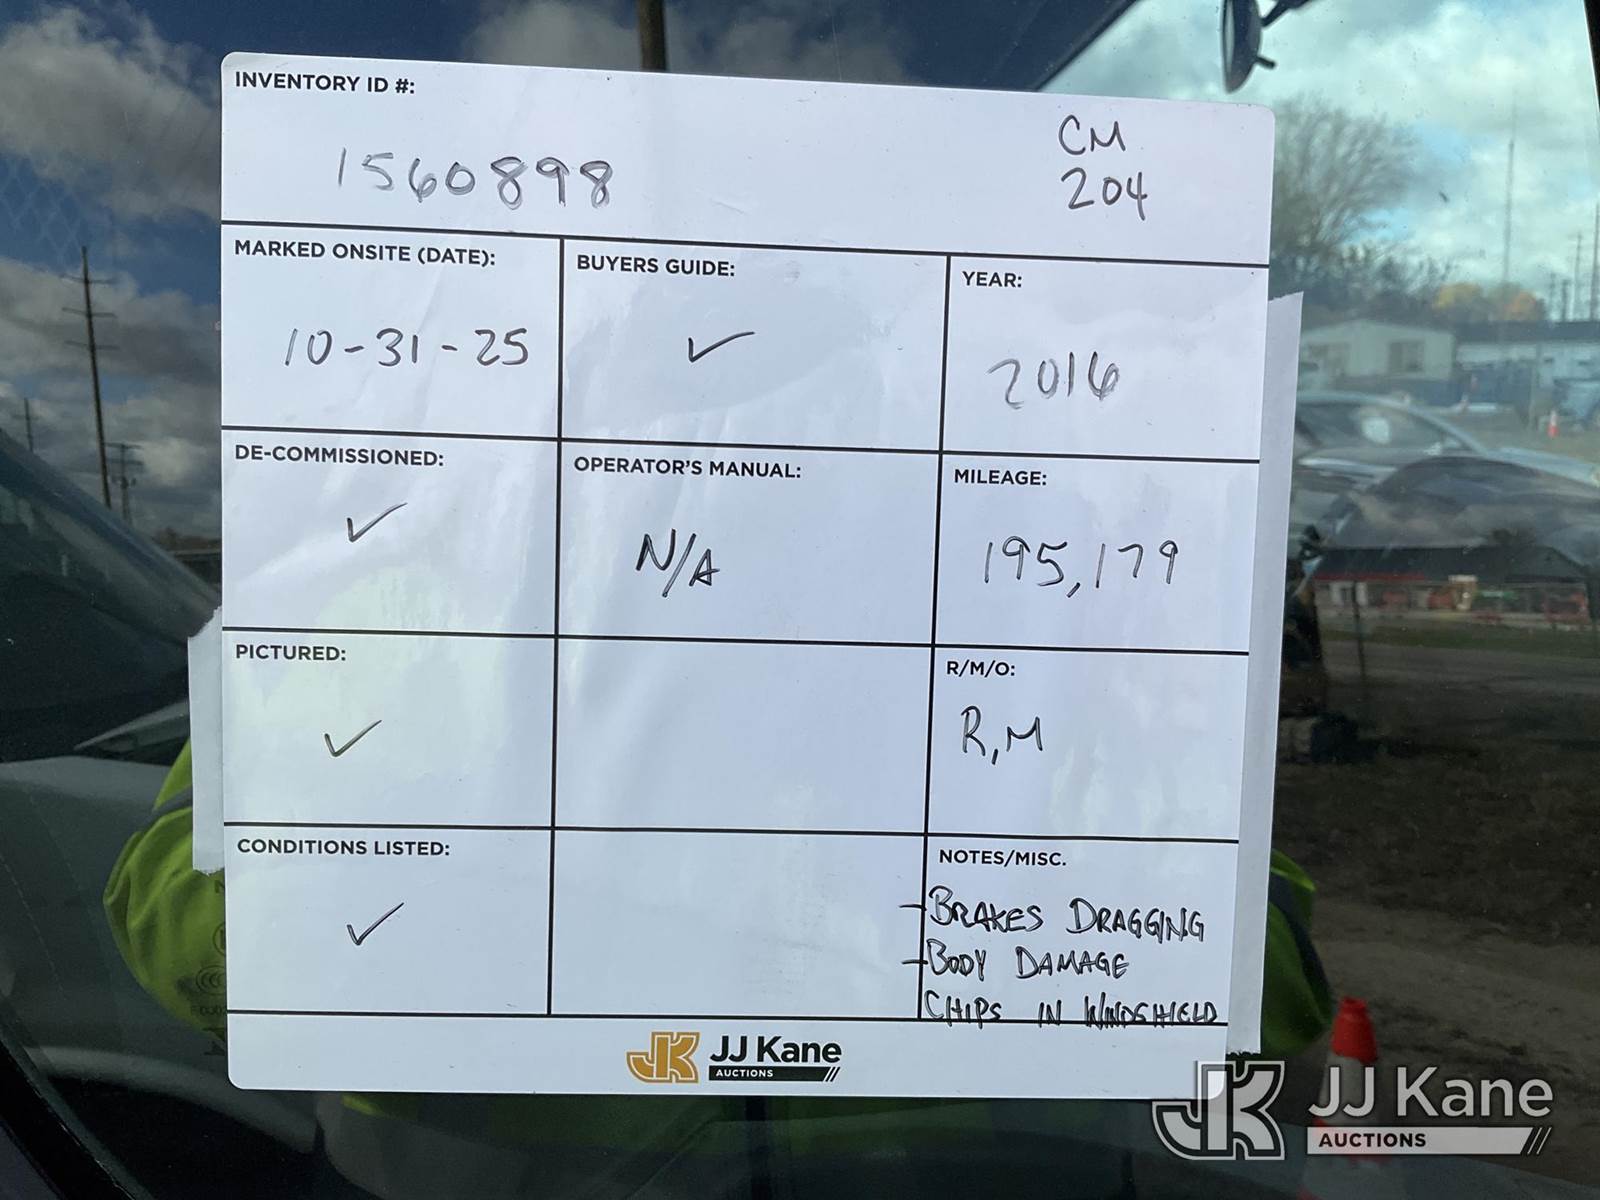 INVENTORY ID #:
1560898
CM
204
MARKED ONSITE (DATE):
10-31-25
BUYERS GUIDE:
✓
YEAR:
2016
DE-COMMISSIONED:
✓
OPERATOR'S MANUAL:
N/A
MILEAGE:
195,179
PICTURED:
✓
R/M/O:
R,M
CONDITIONS LISTED:
✓
NOTES/MISC.
-BRAKES DRAGGING
-BODY DAMAGE
CHIPS IN WINDSHIELD
JK JJ Kane
AUCTIONS
JK JJ Kane
AUCTIONS